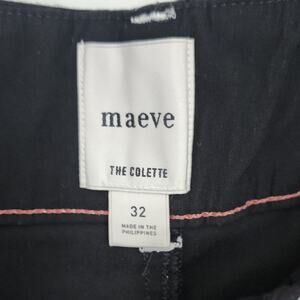 maeve
THE COLETTE
32
MADE IN THE
PHILIPPINES